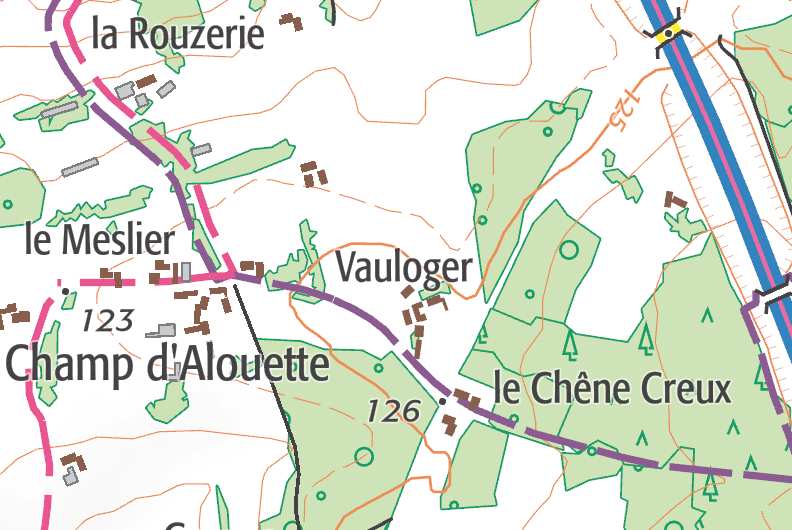 la Rouzerie
125
le Meslier
Vauloger
123
Champ d'Alouette
le Chêne Creux
126